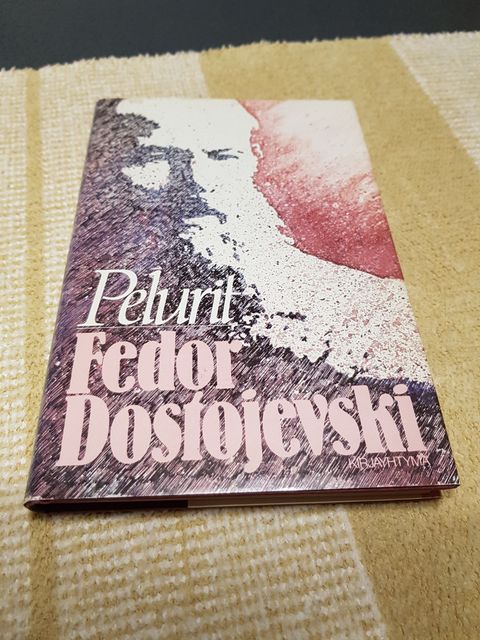 Pelurit
Fedor
Dostojevski
KIRJAYHTYMÄ